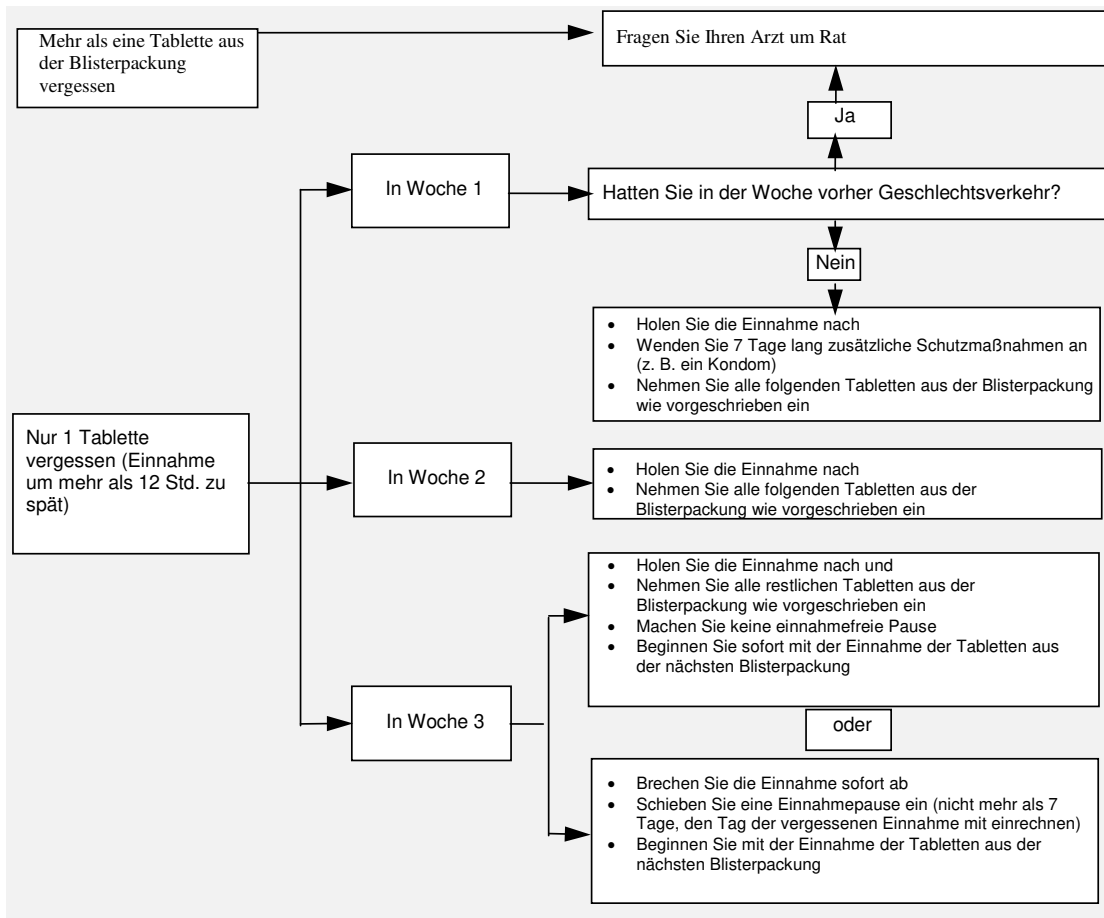 Mehr als eine Tablette aus
der Blisterpackung
vergessen
Fragen Sie Ihren Arzt um Rat
Ja
In Woche 1
Hatten Sie in der Woche vorher Geschlechtsverkehr?
Nein
• Holen Sie die Einnahme nach
• Wenden Sie 7 Tage lang zusätzliche Schutzmaßnahmen an
(z. B. ein Kondom)
• Nehmen Sie alle folgenden Tabletten aus der Blisterpackung
wie vorgeschrieben ein
Nur 1 Tablette
vergessen (Einnahme
um mehr als 12 Std. zu
spät)
In Woche 2
• Holen Sie die Einnahme nach
• Nehmen Sie alle folgenden Tabletten aus der
Blisterpackung wie vorgeschrieben ein
In Woche 3
• Holen Sie die Einnahme nach und
• Nehmen Sie alle restlichen Tabletten aus der
Blisterpackung wie vorgeschrieben ein
• Machen Sie keine einnahmefreie Pause
• Beginnen Sie sofort mit der Einnahme der Tabletten aus
der nächsten Blisterpackung
oder
• Brechen Sie die Einnahme sofort ab
• Schieben Sie eine Einnahmepause ein (nicht mehr als 7
Tage, den Tag der vergessenen Einnahme mit einrechnen)
• Beginnen Sie mit der Einnahme der Tabletten aus der
nächsten Blisterpackung